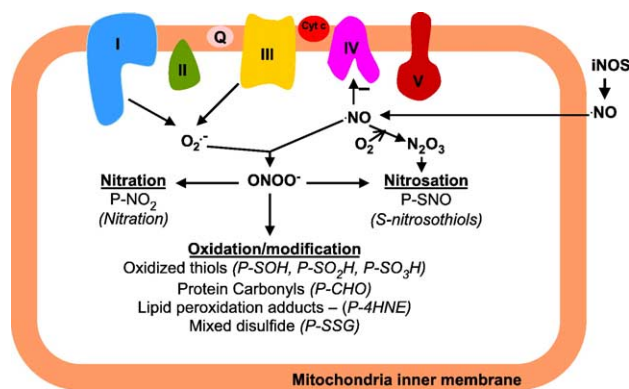 I
II
Q
III
Cyt c
IV
V
iNOS
·NO
·NO
O2·-
O2
N2O3
Nitration
P-NO2
(Nitration)
ONOO-
Nitrosation
P-SNO
(S-nitrosothiols)
Oxidation/modification
Oxidized thiols (P-SOH, P-SO2H, P-SO3H)
Protein Carbonyls (P-CHO)
Lipid peroxidation adducts – (P-4HNE)
Mixed disulfide (P-SSG)
Mitochondria inner membrane